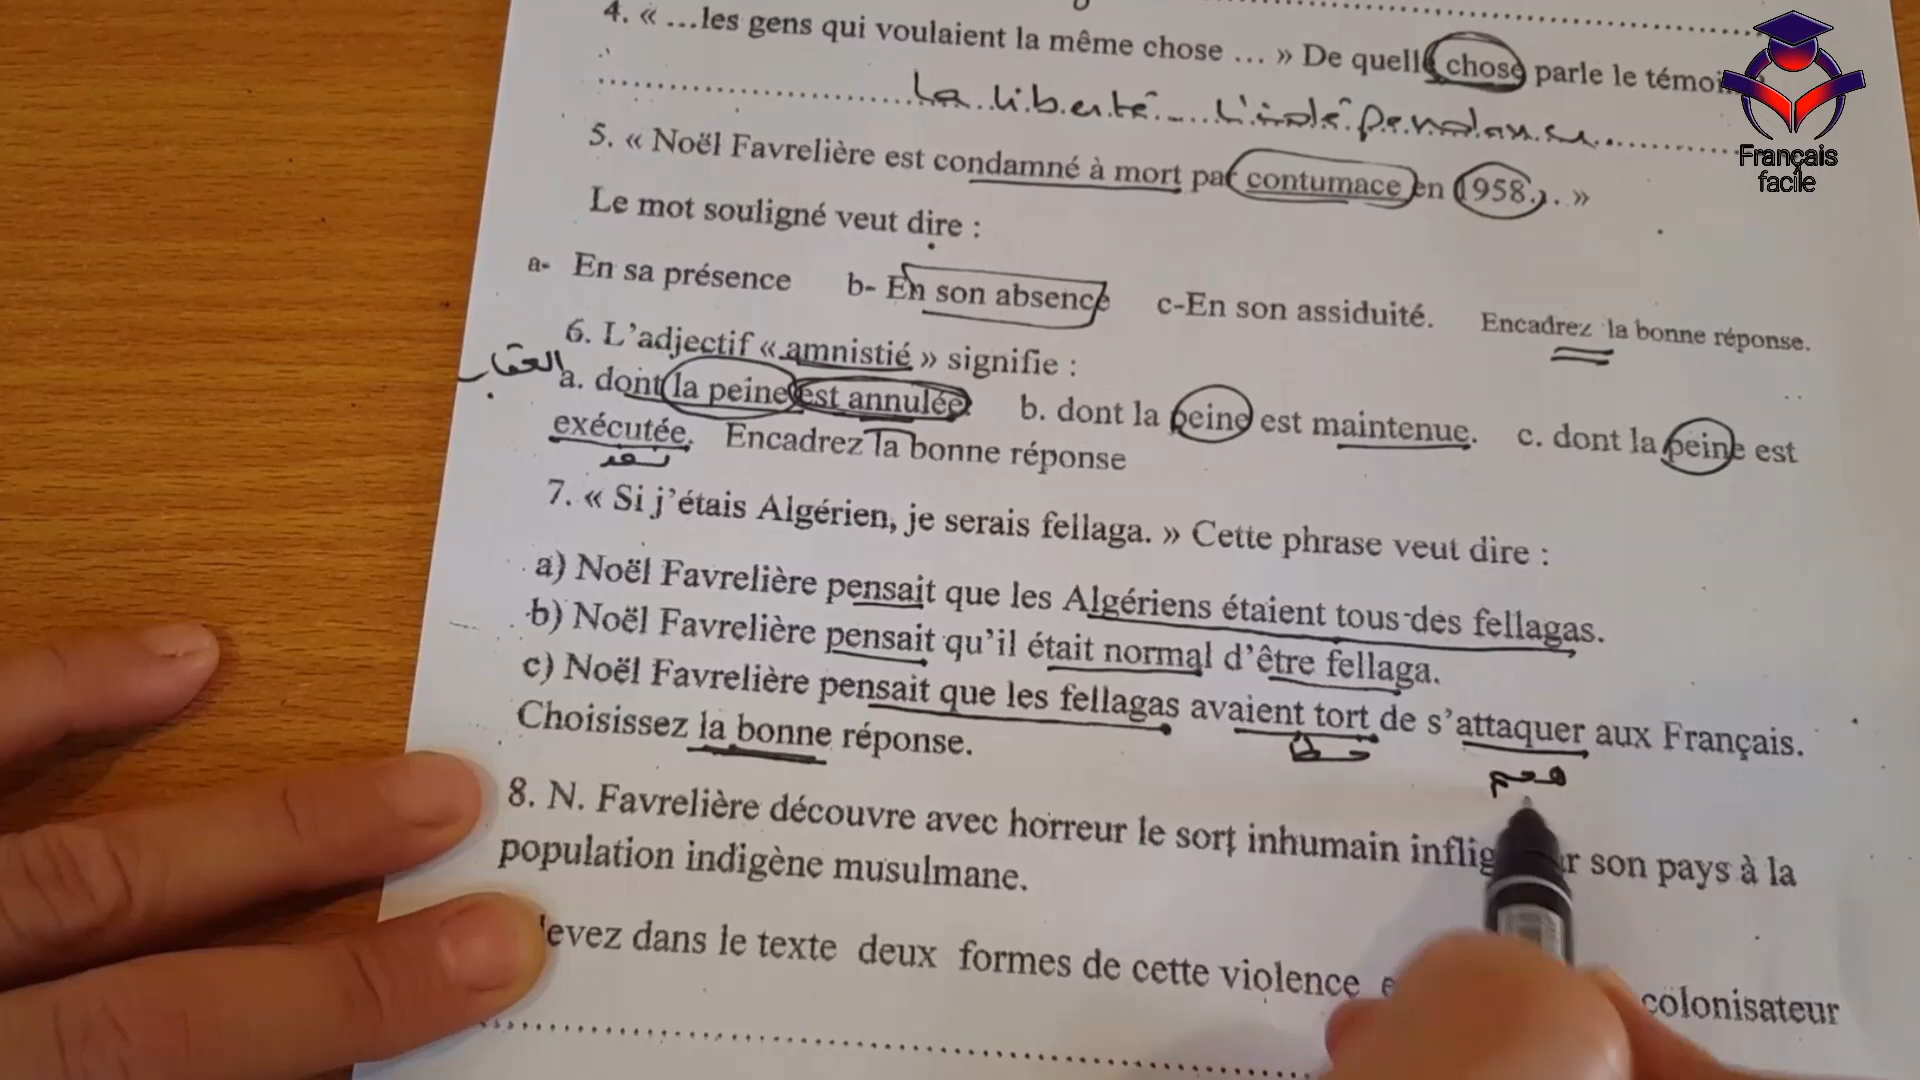 4. « ...les gens qui voulaient la même chose ... » De quelle chose parle le
La liberté - L'indépendance
Français
facile
5. « Noël Favrelière est condamné à mort par contumace en 1958... »
Le mot souligné veut dire :
a- En sa présence b- En son absence c-En son assiduité. Encadrez la bonne réponse.
6. L'adjectif « amnistié » signifie :
العقاب
a. dont la peine est annulée. b. dont la peine est maintenue. c. dont la peine est
exécutée. Encadrez la bonne réponse
7. « Si j'étais Algérien, je serais fellaga. » Cette phrase veut dire :
a) Noël Favrelière pensait que les Algériens étaient tous des fellagas.
b) Noël Favrelière pensait qu'il était normal d'être fellaga.
c) Noël Favrelière pensait que les fellagas avaient tort de s'attaquer aux Français.
خطأ
Choisissez la bonne réponse.
8. N. Favrelière découvre avec horreur le sort inhumain son pays à la
population indigène musulmane.
dans le texte deux formes de cette violence colonisateur